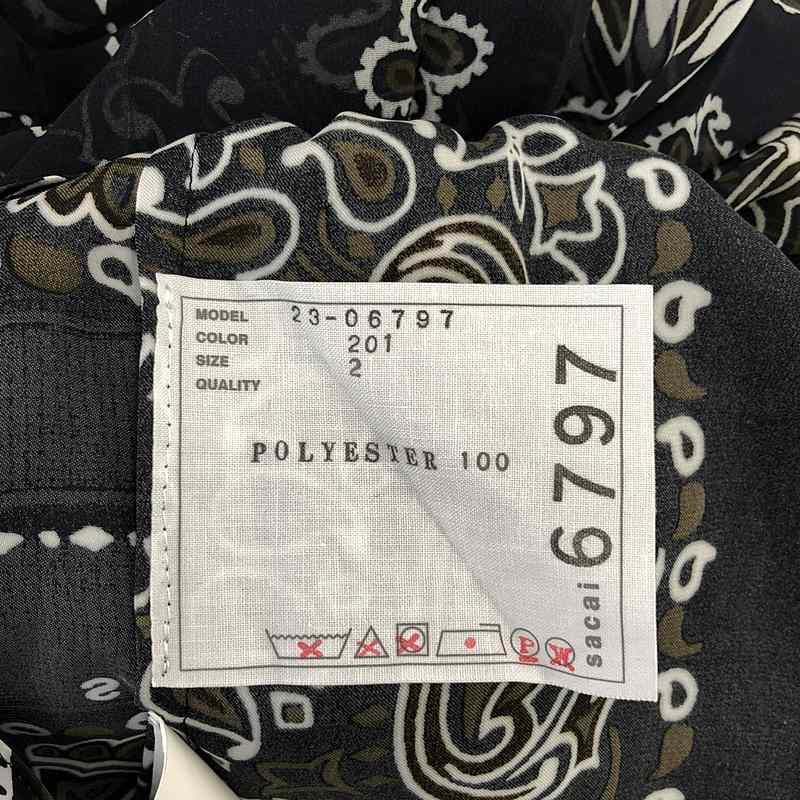 MODEL 23-06797
COLOR 201
SIZE 2
QUALITY
POLYESTER 100
sacai 6797
F
W